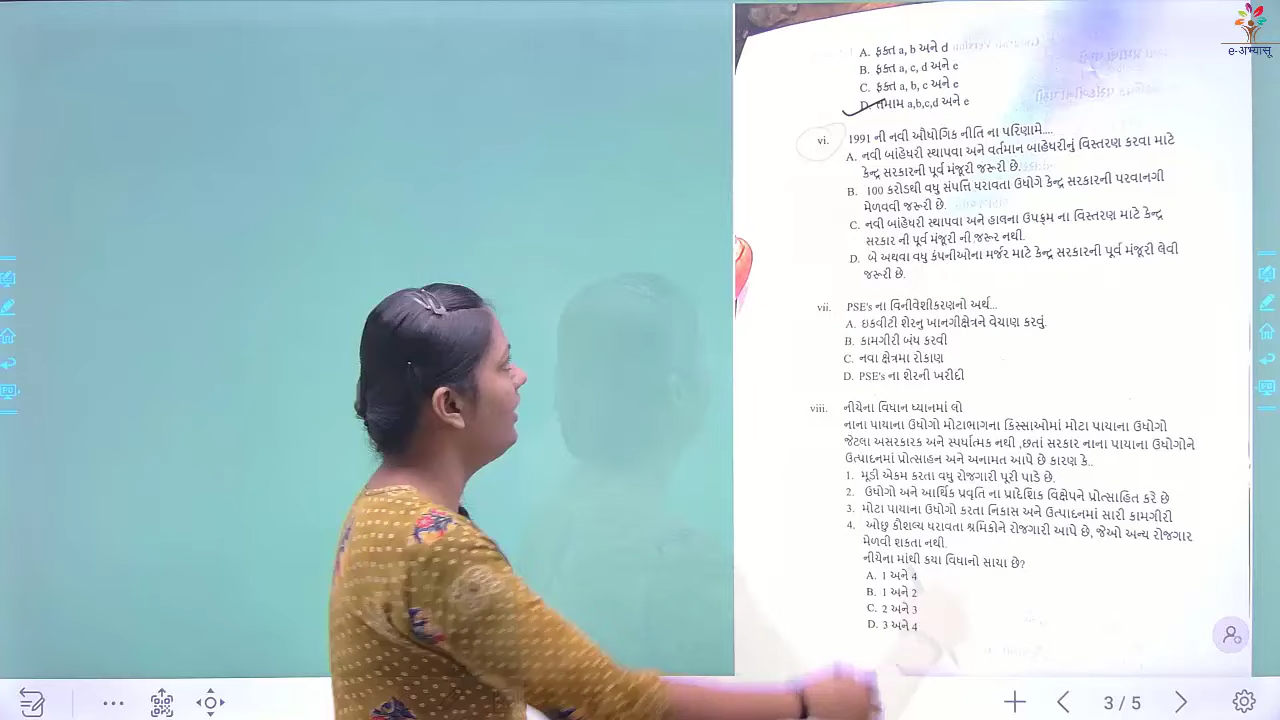 e-अभ्यासू
A. ફક્ત a, b અને d
B. ફક્ત a, c, d અને e
C. ફક્ત a, b, c અને e
D. તમામ a,b,c,d અને e
vi. 1991 ની નવી ઔધોગિક નીતિ ના પરિણામે....
A. નવી બાંહેધરી સ્થાપવા અને વર્તમાન બાહેધરીનું વિસ્તરણ કરવા માટે
કેન્દ્ર સરકારની પૂર્વ મંજૂરી જરૂરી છે.
B. 100 કરોડથી વધુ સંપત્તિ ધરાવતા ઉધોગે કેન્દ્ર સરકારની પરવાનગી
મેળવવી જરૂરી છે.
C. નવી બાંહેધરી સ્થાપવા અને હાલના ઉપક્રમ ના વિસ્તરણ માટે કેન્દ્ર
સરકાર ની પૂર્વ મંજૂરી ની જરૂર નથી.
D. બે અથવા વધુ કંપનીઓના મર્જર માટે કેન્દ્ર સરકારની પૂર્વ મંજૂરી લેવી
જરૂરી છે.
vii. PSE's ના વિનીવેશીકરણનો અર્થ...
A. ઇકવીટી શેરનુ ખાનગીક્ષેત્રને વેચાણ કરવું.
B. કામગીરી બંધ કરવી
C. નવા ક્ષેત્રમા રોકાણ
D. PSE's ના શેરની ખરીદી
viii. નીચેના વિધાન ધ્યાનમાં લો
નાના પાયાના ઉધોગો મોટાભાગના કિસ્સાઓમાં મોટા પાયાના ઉધોગો
જેટલા અસરકારક અને સ્પર્ધાત્મક નથી ,છતાં સરકાર નાના પાયાના ઉધોગોને
ઉત્પાદનમાં પ્રોત્સાહન અને અનામત આપે છે કારણ કે..
1. મૂડી એકમ કરતા વધુ રોજગારી પૂરી પાડે છે.
2. ઉધોગો અને આર્થિક પ્રવૃતિ ના પ્રાદેશિક વિક્ષેપને પ્રોત્સાહિત કરે છે
3. મોટા પાયાના ઉધોગો કરતા નિકાસ અને ઉત્પાદનમાં સારી કામગીરી
4. ઓછુ કૌશલ્ય ધરાવતા શ્રમિકોને રોજગારી આપે છે, જેઓ અન્ય રોજગાર
મેળવી શકતા નથી.
નીચેના માંથી કયા વિધાનો સાચા છે?
A. 1 અને 4
B. 1 અને 2
C. 2 અને 3
D. 3 અને 4
3 / 5